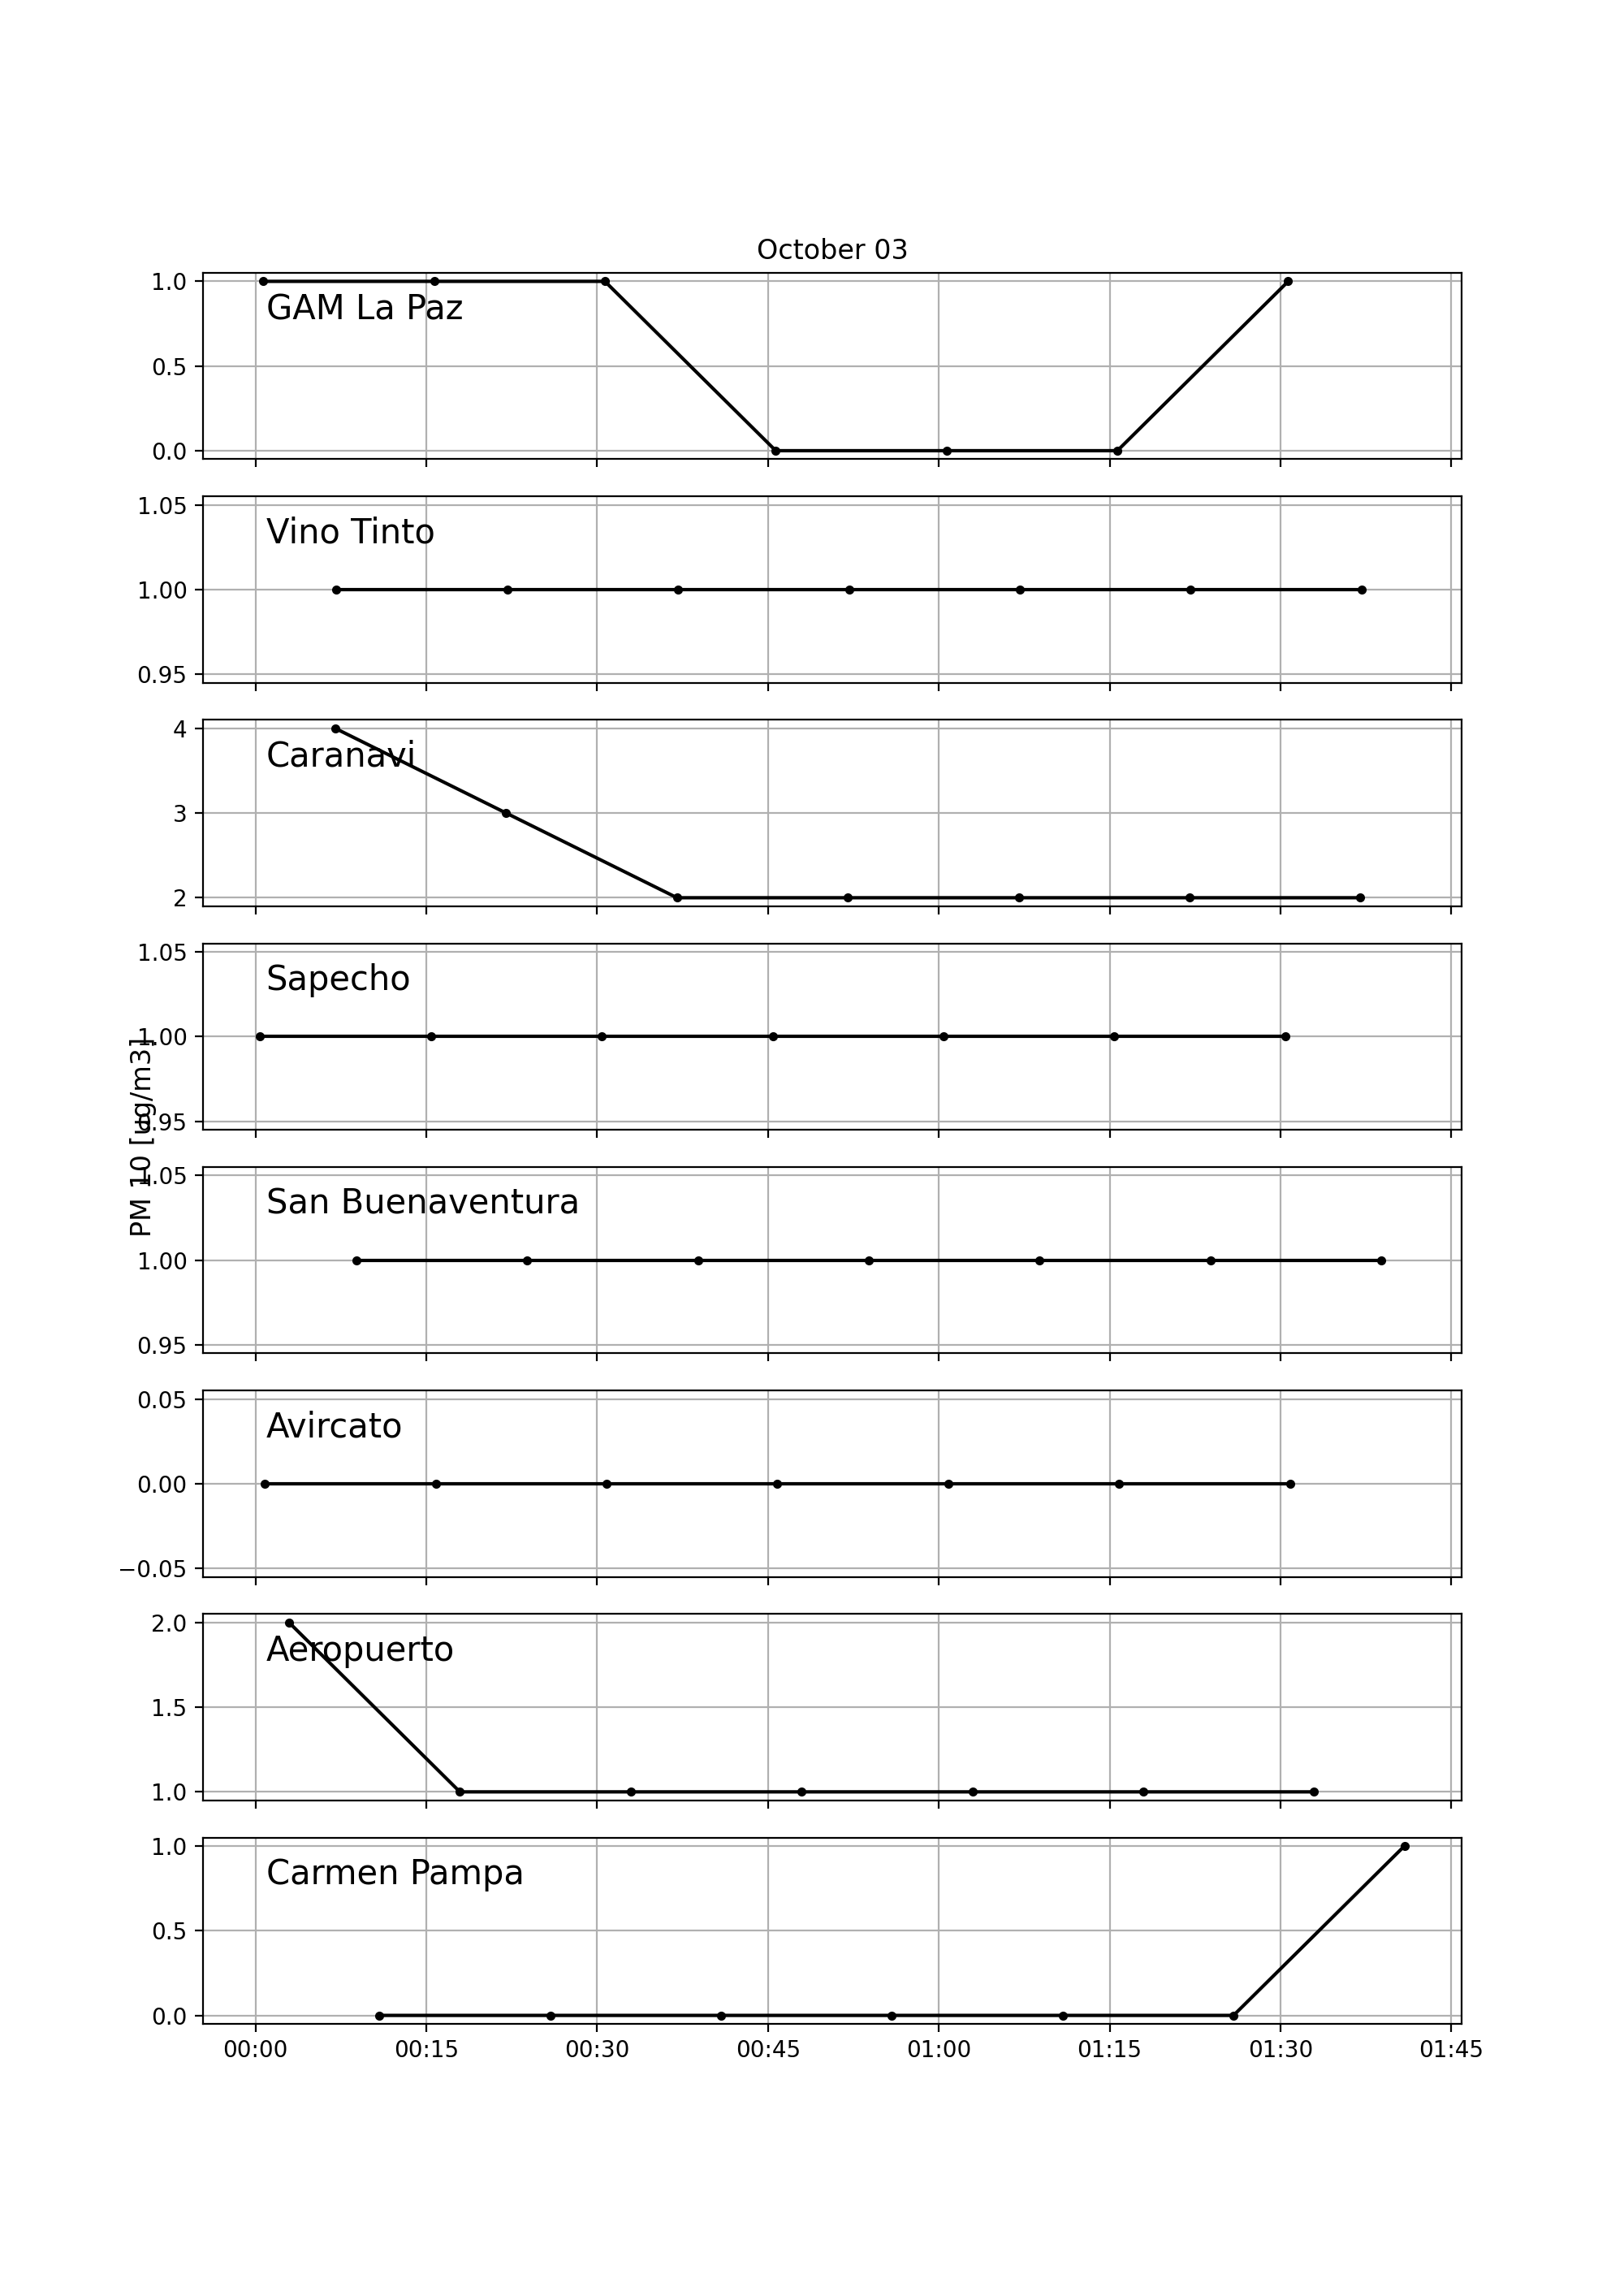 October 03
1.0
GAM La Paz
0.5
0.0
1.05
Vino Tinto
1.00
0.95
4
Caranavi
3
2
1.05
Sapecho
1.00
0.95
PM 10 [ug/m3]
1.05
San Buenaventura
1.00
0.95
0.05
Avircato
0.00
−0.05
2.0
Aeropuerto
1.5
1.0
1.0
Carmen Pampa
0.5
0.0
00:00 00:15 00:30 00:45 01:00 01:15 01:30 01:45